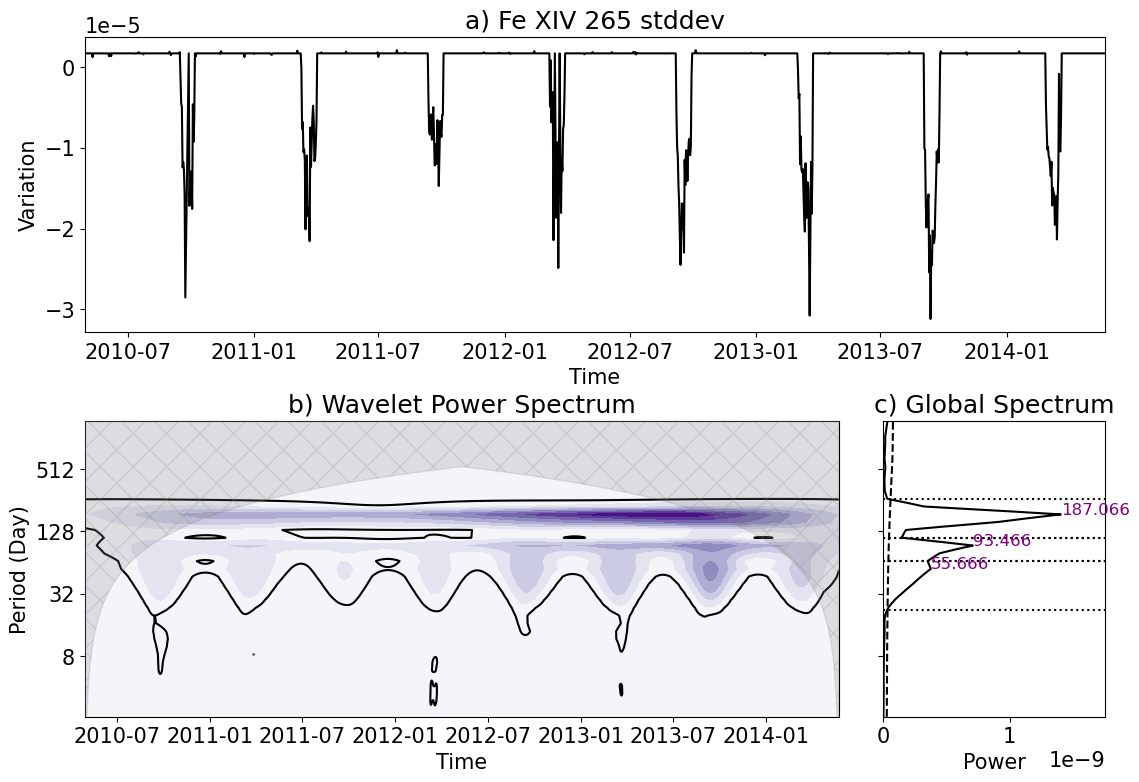 a) Fe XIV 265 stddev
1e−5
0
−1
−2
−3
Variation
2010-07 2011-01 2011-07 2012-01 2012-07 2013-01 2013-07 2014-01
Time
b) Wavelet Power Spectrum
512
128
32
8
Period (Day)
2010-07 2011-01 2011-07 2012-01 2012-07 2013-01 2013-07 2014-01
Time
c) Global Spectrum
187.066
93.466
55.666
0 1
Power 1e−9